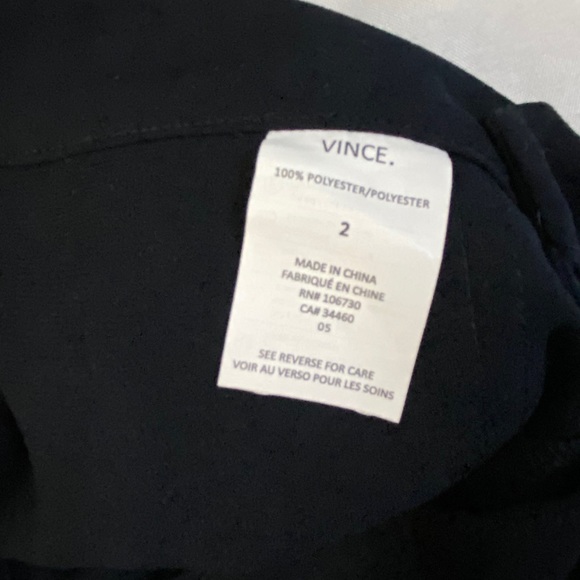 VINCE.
100% POLYESTER/POLYESTER
2
MADE IN CHINA
FABRIQUÉ EN CHINE
RN# 106730
CA# 34460
05
SEE REVERSE FOR CARE
VOIR AU VERSO POUR LES SOINS